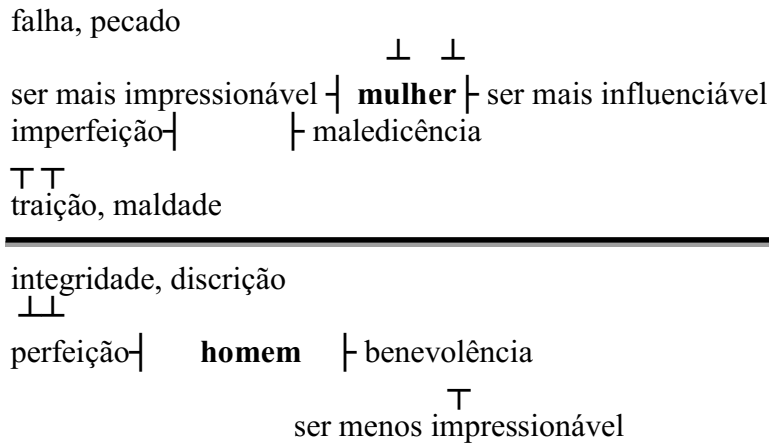 falha, pecado
┴ ┴
ser mais impressionável ┤ mulher ├ ser mais influenciável
imperfeição┤ ├ maledicência
┬ ┬
traição, maldade
integridade, discrição
┴┴
perfeição┤ homem ├ benevolência
┬
ser menos impressionável